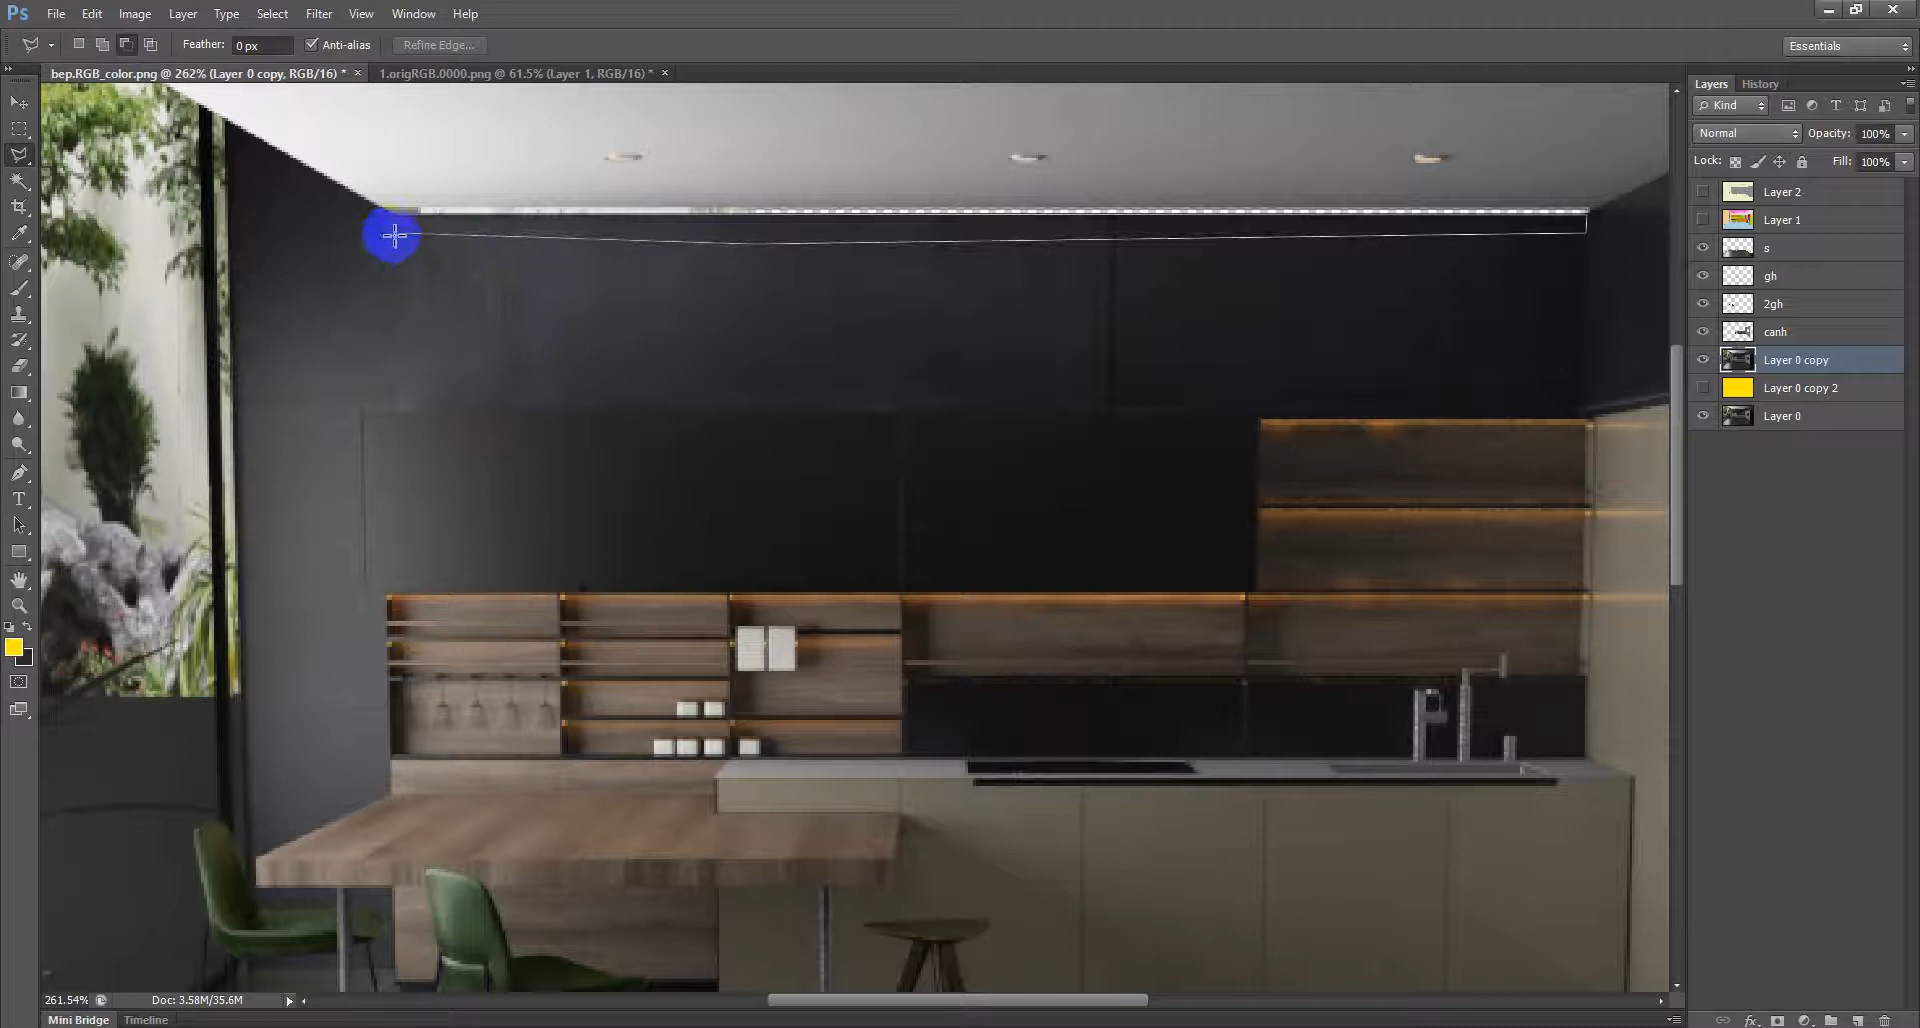 Ps File Edit Image Layer Type Select Filter View Window Help
Feather: 0 px Anti-alias Refine Edge... Essentials
bep.RGB_color.png @ 262% (Layer 0 copy, RGB/16) * × 1.origRGB.0000.png @ 61.5% (Layer 1, RGB/16) * ×
Layers History
Kind
Normal Opacity: 100%
Lock: Fill: 100%
Layer 2
Layer 1
s
gh
2gh
canh
Layer 0 copy
Layer 0 copy 2
Layer 0
261.54% Doc: 3.58M/35.6M
Mini Bridge Timeline